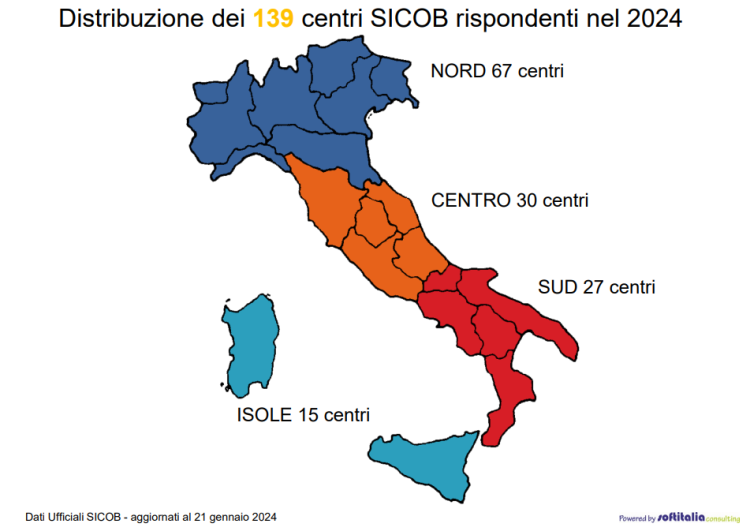 Distribuzione dei 139 centri SICOB rispondenti nel 2024
NORD 67 centri
CENTRO 30 centri
SUD 27 centri
ISOLE 15 centri
Dati Ufficiali SICOB - aggiornati al 21 gennaio 2024
Powered by softitalia consulting